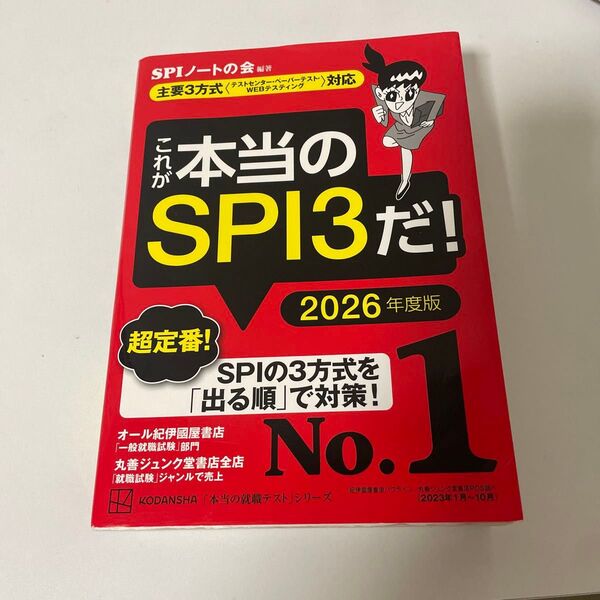 SPIノートの会 編著
主要3方式〈テストセンター・ペーパーテスト・WEBテスティング〉対応
これが
本当の
SPI3だ!
2026年度版
超定番!
SPIの3方式を
「出る順」で対策!
オール紀伊國屋書店
「一般就職試験」部門
丸善ジュンク堂書店全店
「就職試験」ジャンルで売上
No.1
KODANSHA 「本当の就職テスト」シリーズ
(2023年1月〜10月)